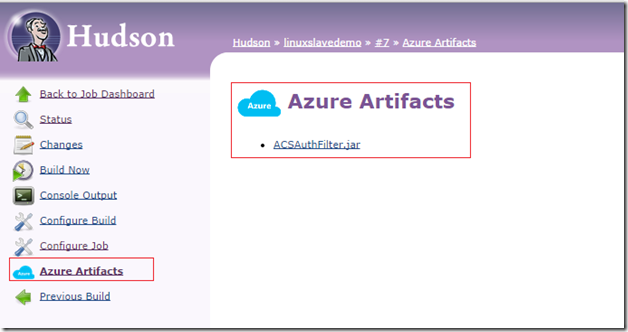 Hudson
Hudson » linuxslavedemo » #7 » Azure Artifacts
Back to Job Dashboard
Status
Changes
Build Now
Console Output
Configure Build
Configure Job
Azure Azure Artifacts
Previous Build
Azure Azure Artifacts
• ACSAuthFilter.jar